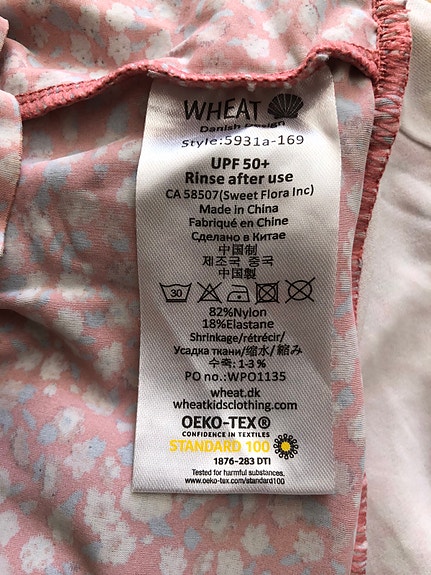 WHEAT
Danish Design
Style:5931a-169
UPF 50+
Rinse after use
CA 58507(Sweet Flora Inc)
Made in China
Fabriqué en Chine
Сделано в Китае
中国制
제조국 중국
中国製
30
82%Nylon
18%Elastane
Shrinkage/rétrécir/
Усадка ткани/缩水/縮み/
수축: 1-3 %
PO no.:WPO1135
wheat.dk
wheatkidsclothing.com
OEKO-TEX®
CONFIDENCE IN TEXTILES
STANDARD 100
1876-283 DTI
Tested for harmful substances.
www.oeko-tex.com/standard100